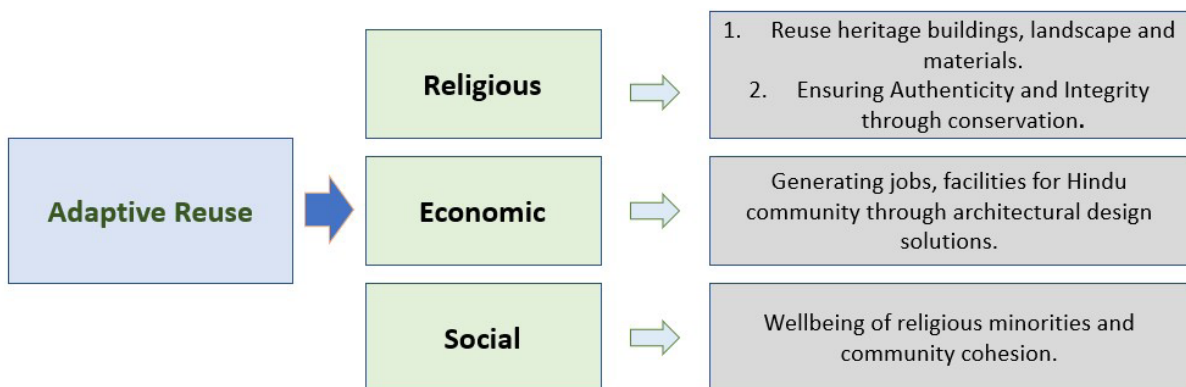 Adaptive Reuse
Religious
1. Reuse heritage buildings, landscape and
materials.
2. Ensuring Authenticity and Integrity
through conservation.
Economic
Generating jobs, facilities for Hindu
community through architectural design
solutions.
Social
Wellbeing of religious minorities and
community cohesion.